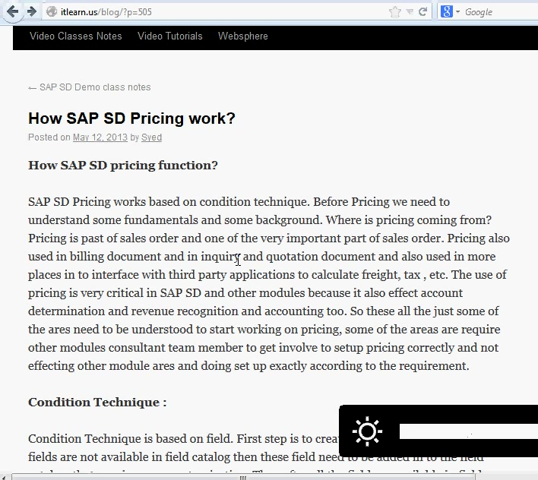 itlearn.us/blog/?p=505
Google
Video Classes Notes Video Tutorials Websphere
← SAP SD Demo class notes
How SAP SD Pricing work?
Posted on May 12, 2013 by Syed
How SAP SD pricing function?
SAP SD Pricing works based on condition technique. Before Pricing we need to
understand some fundamentals and some background. Where is pricing coming from?
Pricing is past of sales order and one of the very important part of sales order. Pricing also
used in billing document and in inquiry and quotation document and also used in more
places in to interface with third party applications to calculate freight, tax , etc. The use of
pricing is very critical in SAP SD and other modules because it also effect account
determination and revenue recognition and accounting too. So these all the just some of
the ares need to be understood to start working on pricing, some of the areas are require
other modules consultant team member to get involve to setup pricing correctly and not
effecting other module ares and doing set up exactly according to the requirement.
Condition Technique :
Condition Technique is based on field. First step is to
fields are not available in field catalog then these field need to be added in to the field